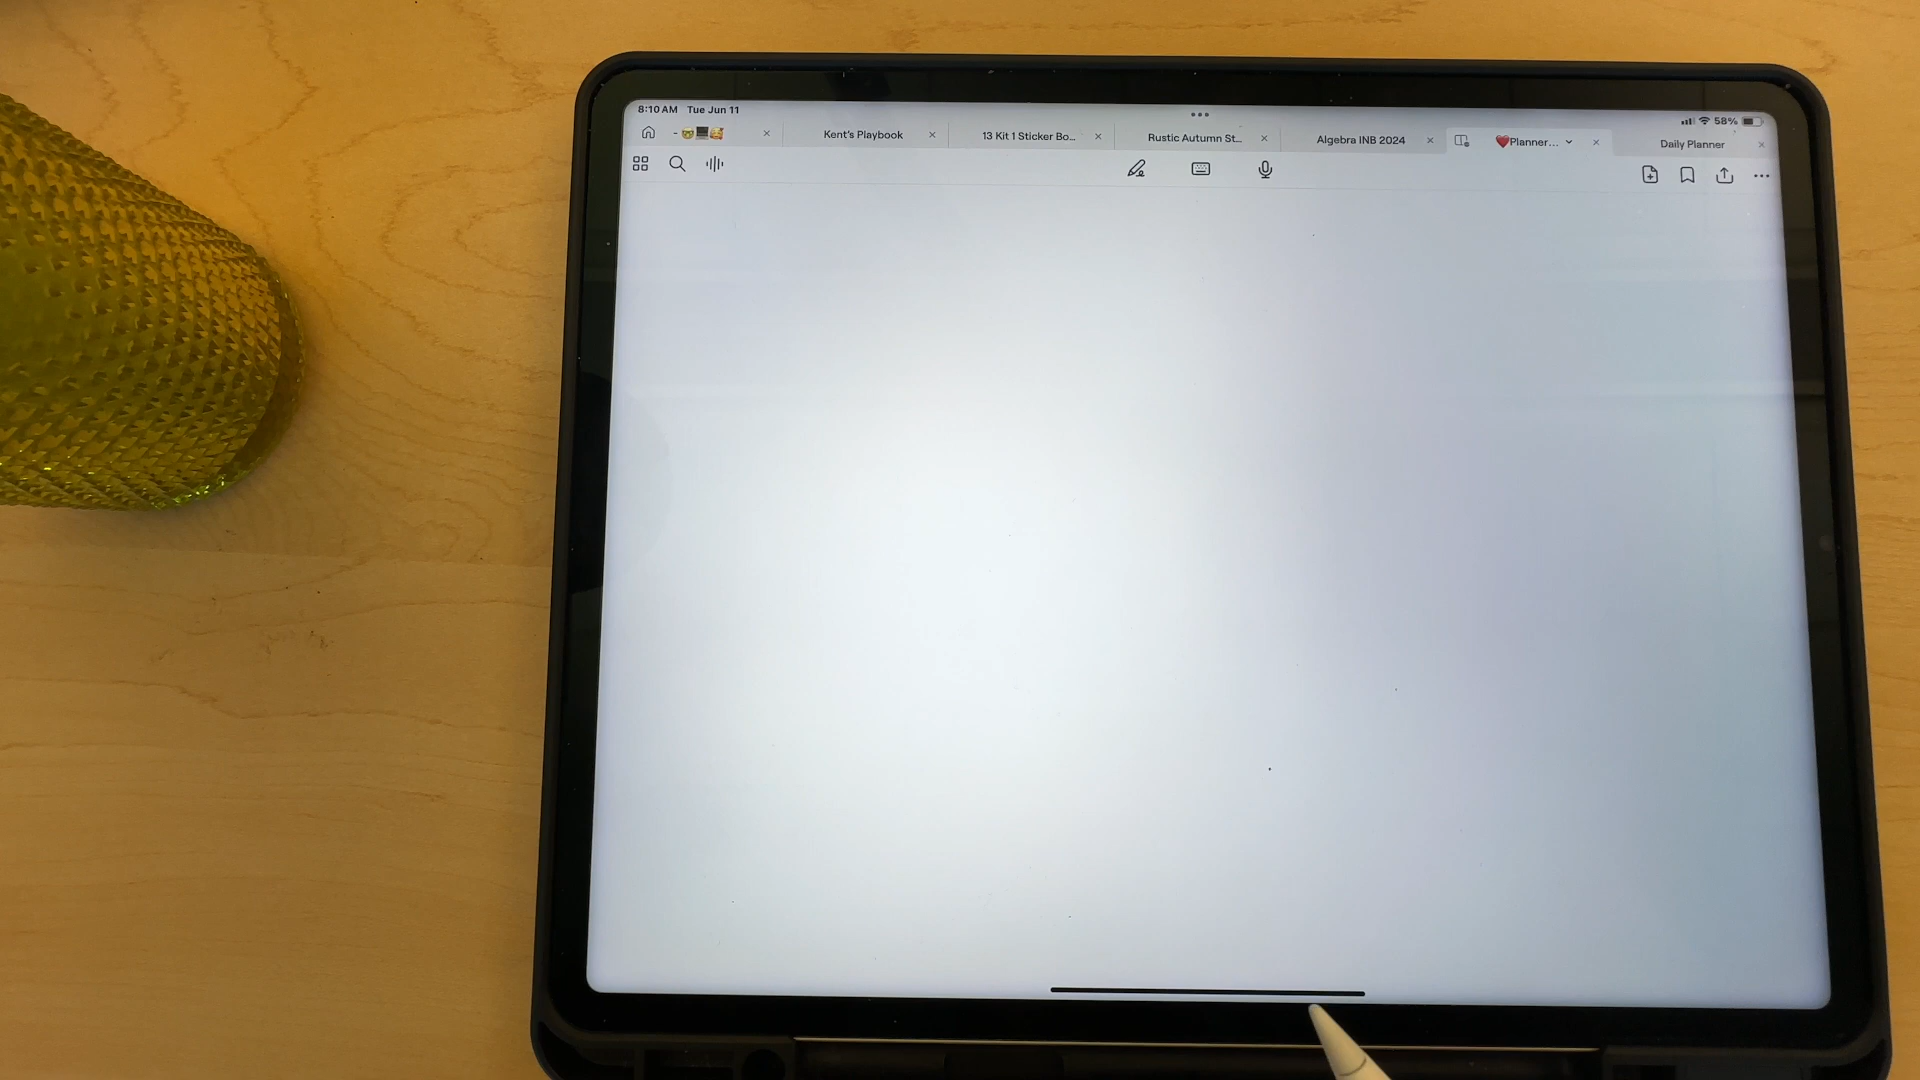 8:10 AM Tue Jun 11
58%
- 🤓💻🥰
Kent's Playbook
13 Kit 1 Sticker Bo...
Rustic Autumn St...
Algebra INB 2024
❤️Planner...
Daily Planner